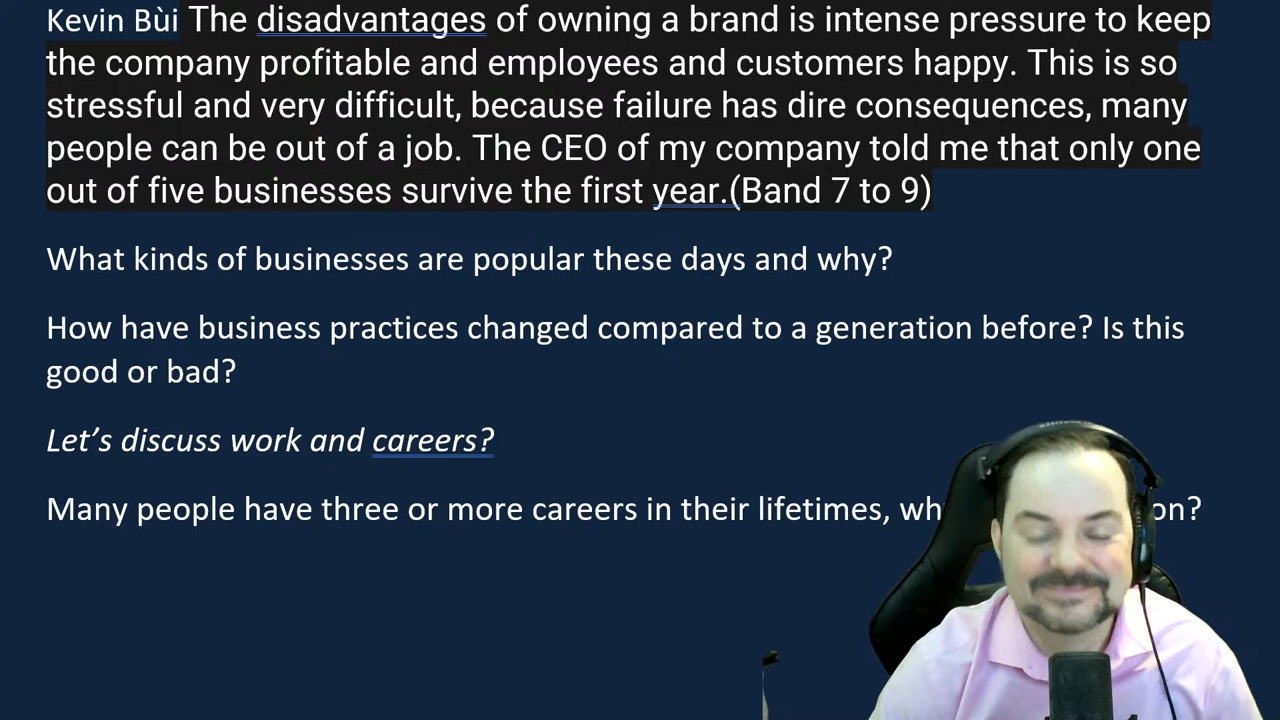 Kevin Bùi The disadvantages of owning a brand is intense pressure to keep
the company profitable and employees and customers happy. This is so
stressful and very difficult, because failure has dire consequences, many
people can be out of a job. The CEO of my company told me that only one
out of five businesses survive the first year.(Band 7 to 9)
What kinds of businesses are popular these days and why?
How have business practices changed compared to a generation before? Is this
good or bad?
Let’s discuss work and careers?
Many people have three or more careers in their lifetimes,